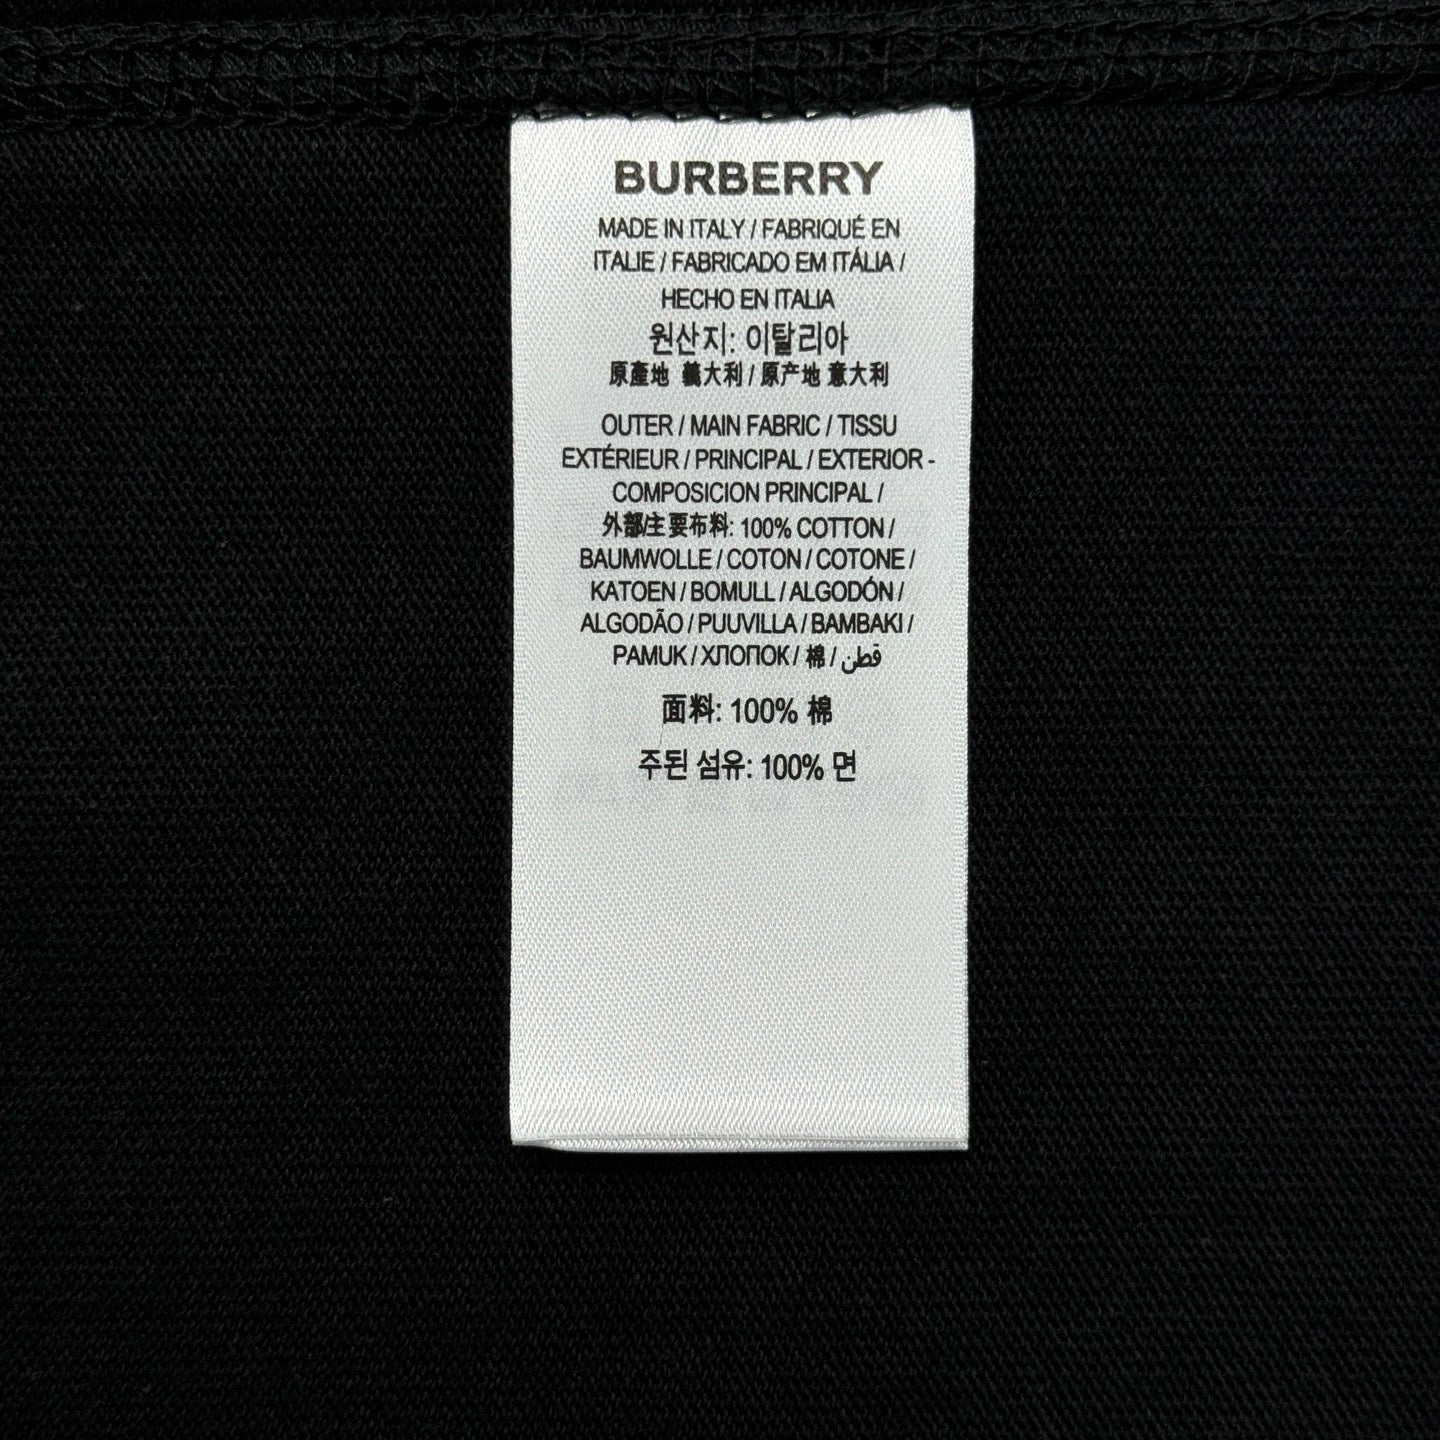 BURBERRY
MADE IN ITALY / FABRIQUÉ EN
ITALIE / FABRICADO EM ITÁLIA /
HECHO EN ITALIA
원산지: 이탈리아
原產地 義大利 / 原产地 意大利
OUTER / MAIN FABRIC / TISSU
EXTÉRIEUR / PRINCIPAL / EXTERIOR -
COMPOSICION PRINCIPAL /
外部/主要布料: 100% COTTON /
BAUMWOLLE / COTON / COTONE /
KATOEN / BOMULL / ALGODÓN /
ALGODÃO / PUUVILLA / BAMBAKI /
PAMUK / ХЛОПОК / 棉 / قطن
面料: 100% 棉
주된 섬유: 100% 면